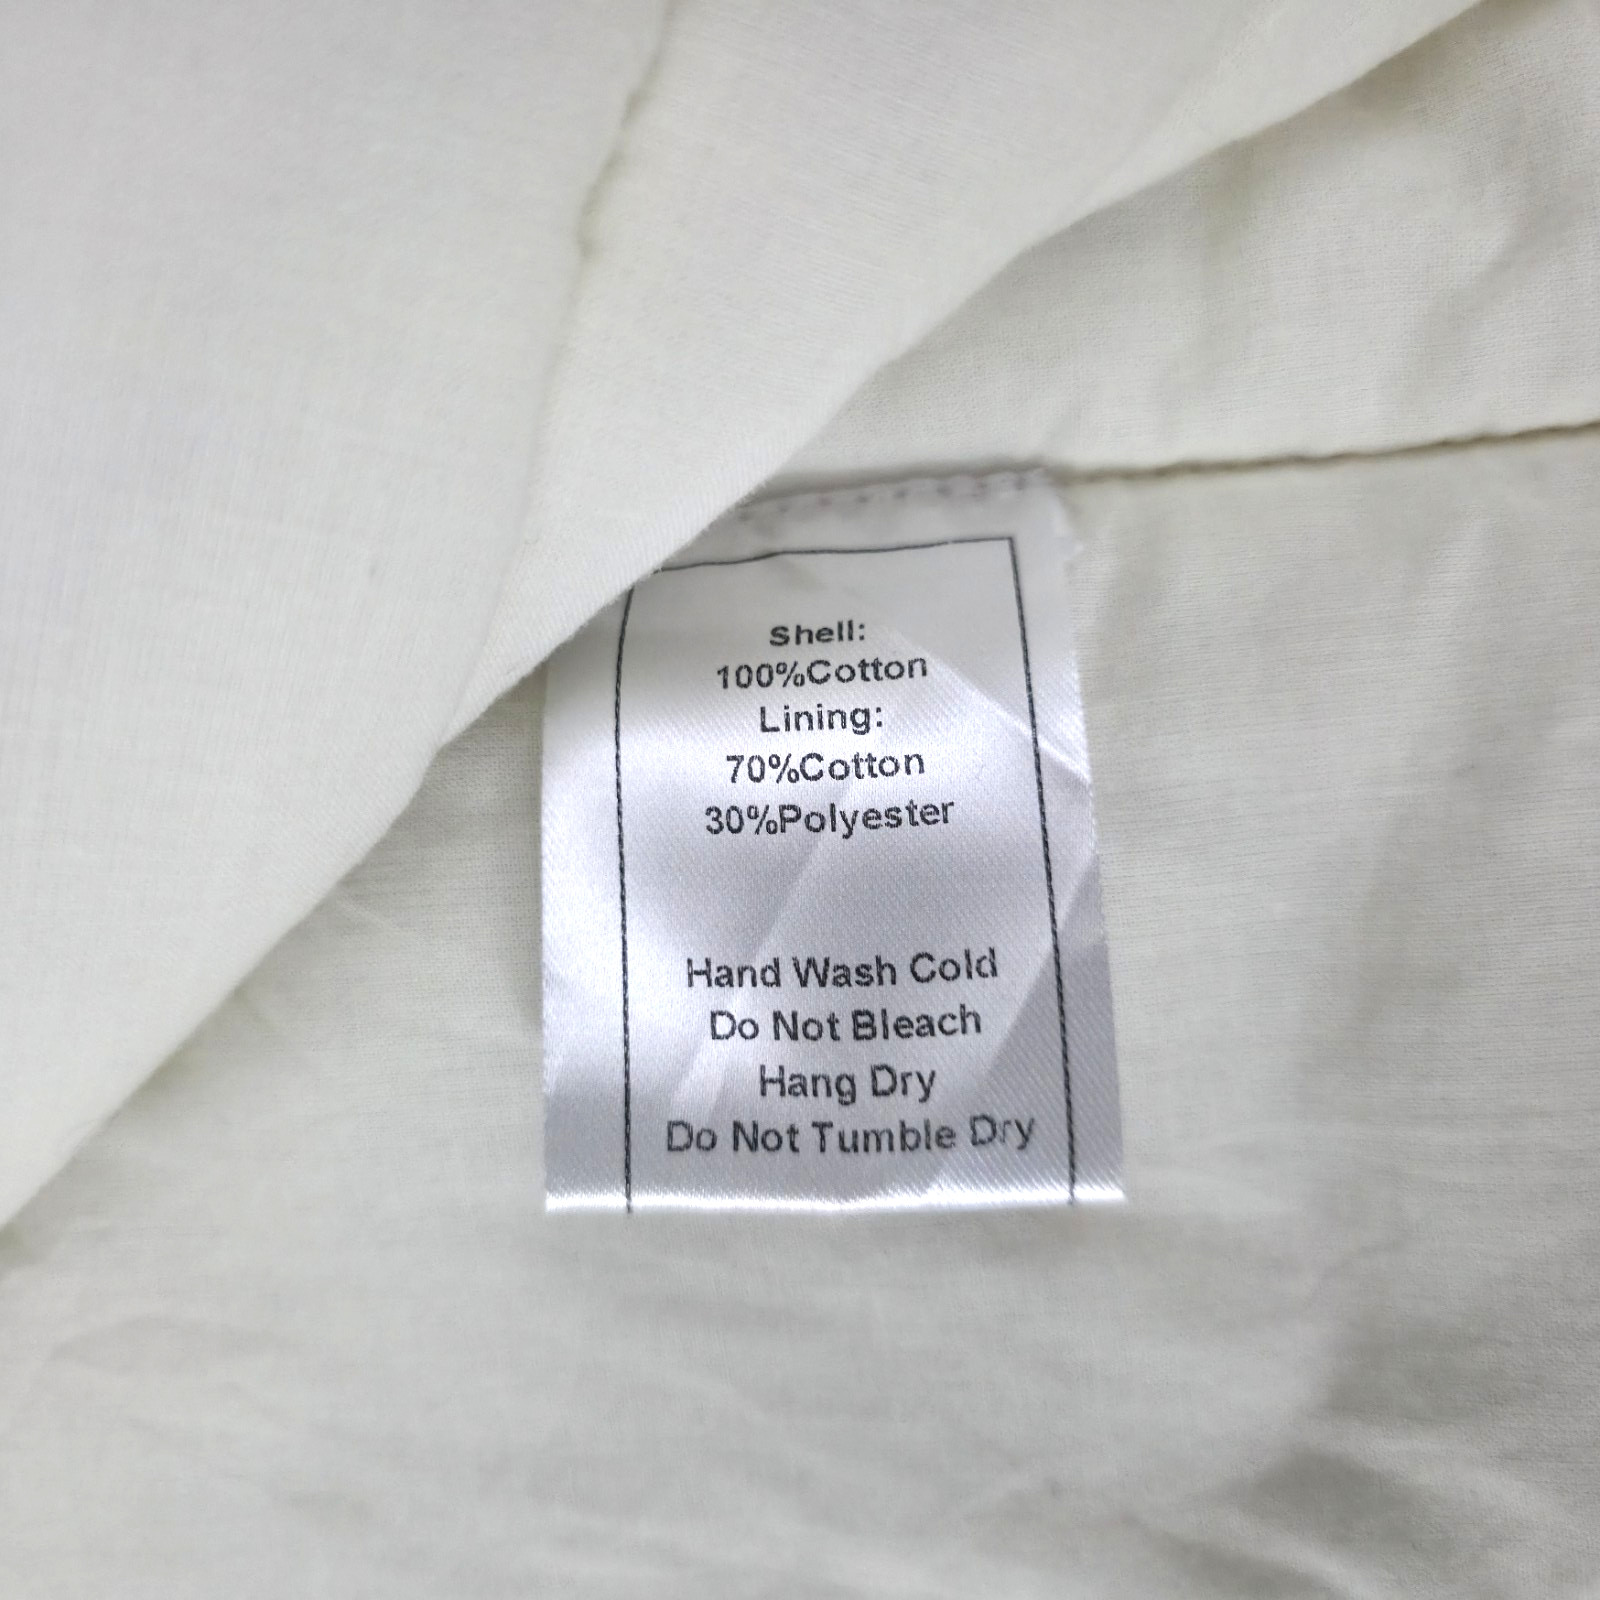 Shell:
100%Cotton
Lining:
70%Cotton
30%Polyester
Hand Wash Cold
Do Not Bleach
Hang Dry
Do Not Tumble Dry